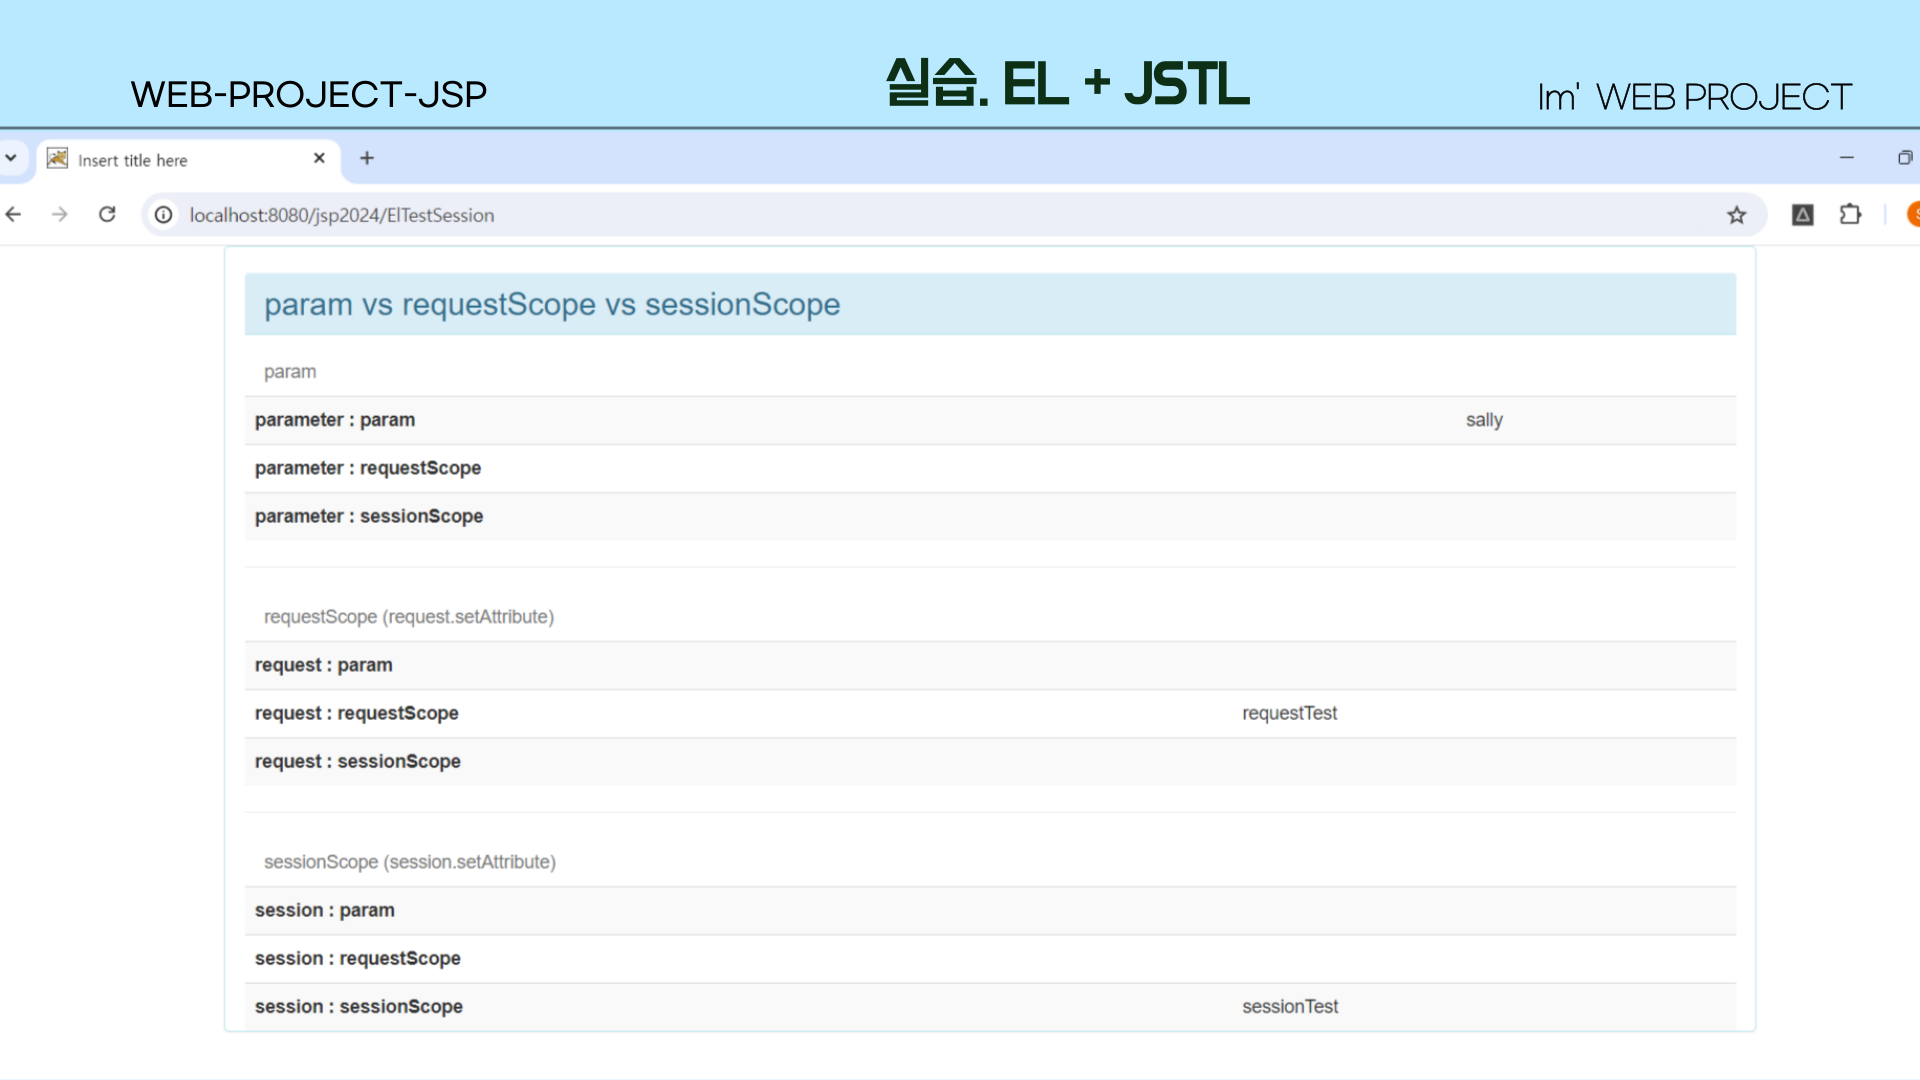 WEB-PROJECT-JSP
실습. EL + JSTL
Im' WEB PROJECT
Insert title here
localhost:8080/jsp2024/ElTestSession
param vs requestScope vs sessionScope
param
parameter : param sally
parameter : requestScope
parameter : sessionScope
requestScope (request.setAttribute)
request : param
request : requestScope requestTest
request : sessionScope
sessionScope (session.setAttribute)
session : param
session : requestScope
session : sessionScope sessionTest